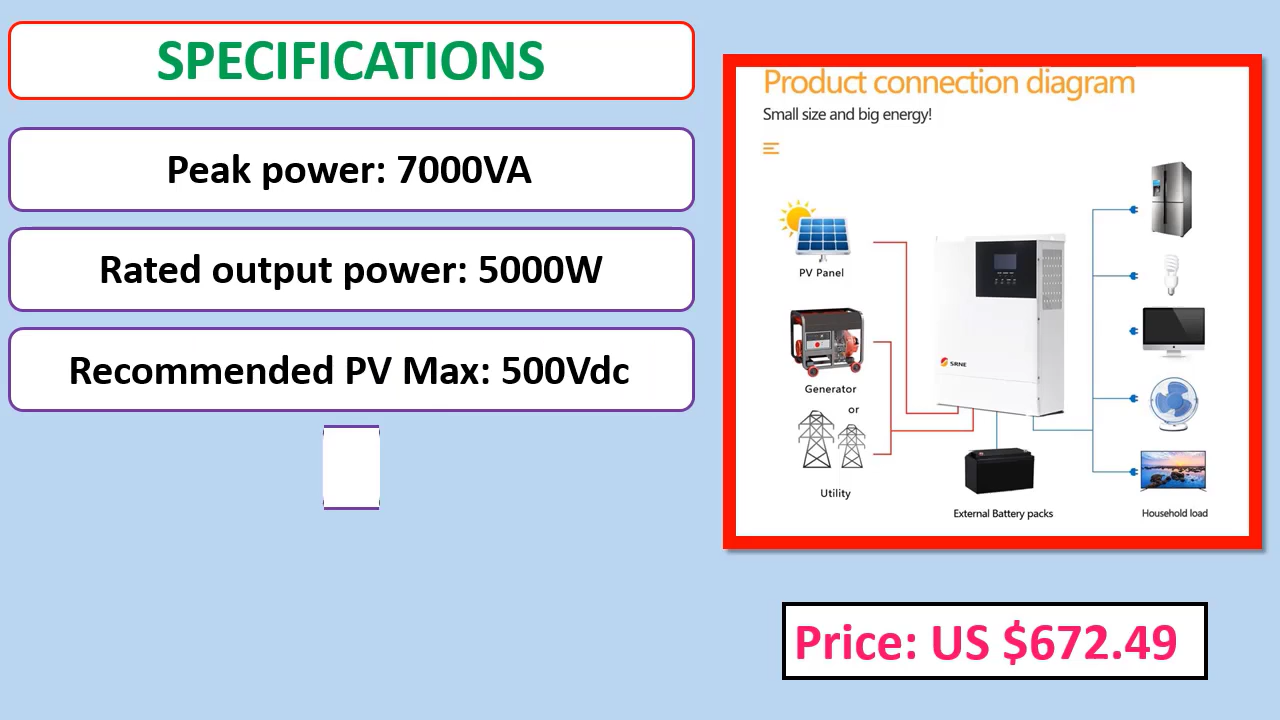 SPECIFICATIONS
Peak power: 7000VA
Rated output power: 5000W
Recommended PV Max: 500Vdc
Product connection diagram
Small size and big energy!
PV Panel
SRNE
Generator
or
Utility
External Battery packs
Household load
Price: US $672.49